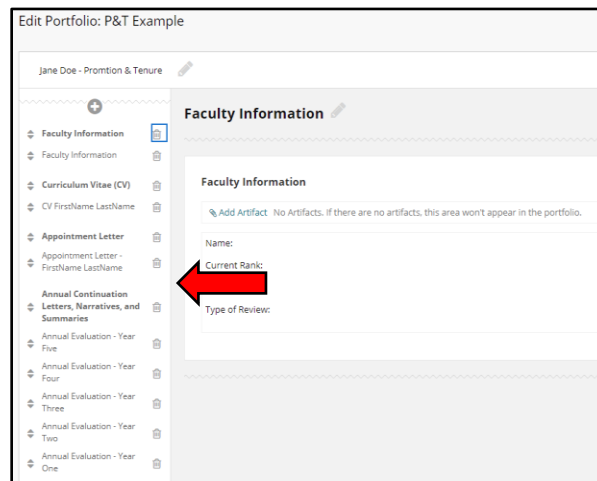 Edit Portfolio: P&T Example
Jane Doe - Promtion & Tenure
Faculty Information
Faculty Information
Curriculum Vitae (CV)
CV FirstName LastName
Appointment Letter
Appointment Letter -
FirstName LastName
Annual Continuation
Letters, Narratives, and
Summaries
Annual Evaluation - Year
Five
Annual Evaluation - Year
Four
Annual Evaluation - Year
Three
Annual Evaluation - Year
Two
Annual Evaluation - Year
One
Faculty Information
Faculty Information
Add Artifact No Artifacts. If there are no artifacts, this area won't appear in the portfolio.
Name:
Current Rank:
Type of Review: